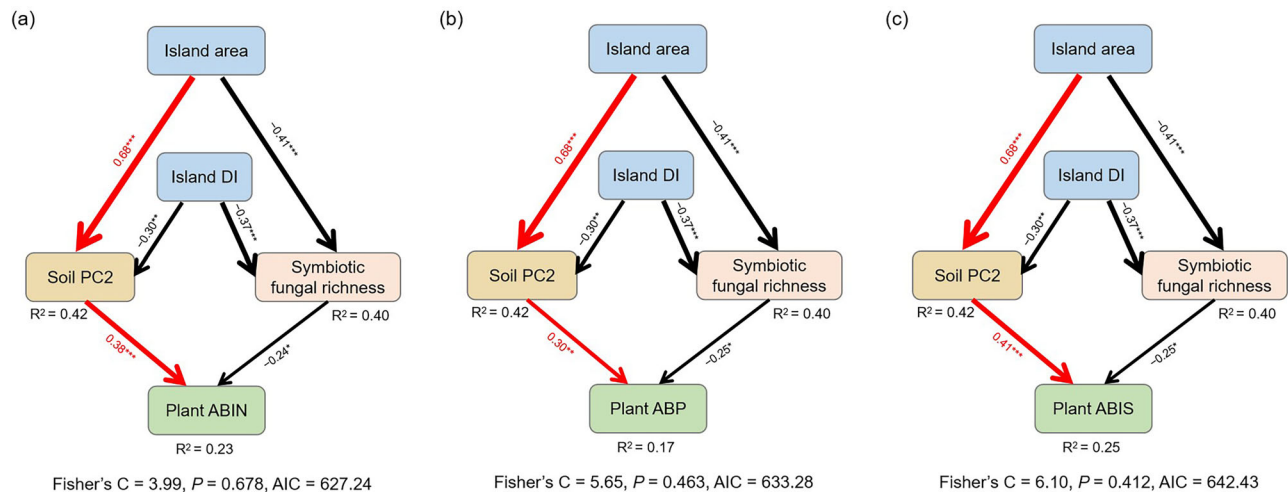 (a)
Island area
0.68***
−0.41***
Island DI
−0.30**
−0.37***
Soil PC2
Symbiotic
fungal richness
R² = 0.42
R² = 0.40
0.38***
−0.24*
Plant ABIN
R² = 0.23
Fisher's C = 3.99, P = 0.678, AIC = 627.24
(b)
Island area
0.68***
−0.41***
Island DI
−0.30**
−0.37***
Soil PC2
Symbiotic
fungal richness
R² = 0.42
R² = 0.40
0.30**
−0.25*
Plant ABP
R² = 0.17
Fisher's C = 5.65, P = 0.463, AIC = 633.28
(c)
Island area
0.68***
−0.41***
Island DI
−0.30**
−0.37***
Soil PC2
Symbiotic
fungal richness
R² = 0.42
R² = 0.40
0.41***
−0.25*
Plant ABIS
R² = 0.25
Fisher's C = 6.10, P = 0.412, AIC = 642.43